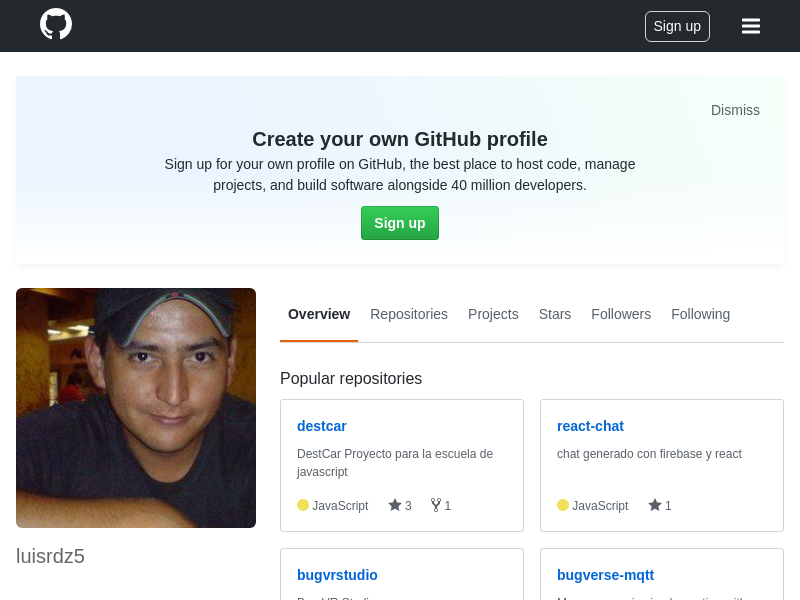 Sign up
Dismiss
Create your own GitHub profile
Sign up for your own profile on GitHub, the best place to host code, manage
projects, and build software alongside 40 million developers.
Sign up
Overview Repositories Projects Stars Followers Following
Popular repositories
destcar
DestCar Proyecto para la escuela de
javascript
JavaScript 3 1
react-chat
chat generado con firebase y react
JavaScript 1
luisrdz5
bugvrstudio
bugverse-mqtt